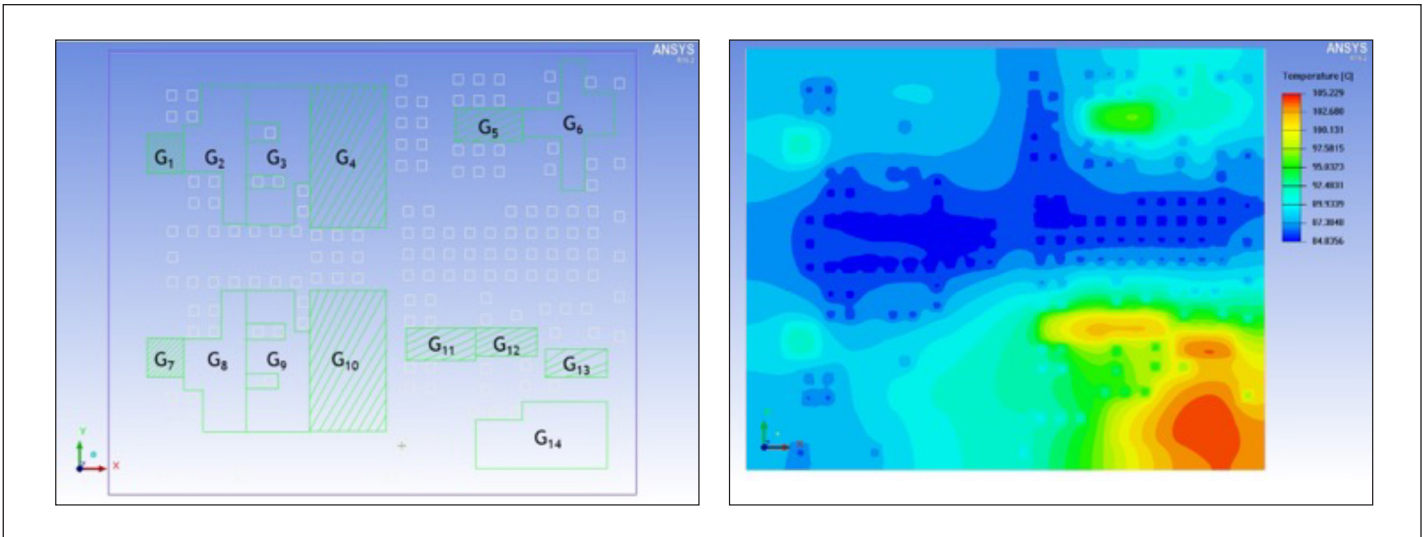 ANSYS
G₁
G₂
G₃
G₄
G₅
G₆
G₇
G₈
G₉
G₁₀
G₁₁
G₁₂
G₁₃
G₁₄
Y
X
ANSYS
Temperature [C]
105.229
102.680
100.131
97.5815
95.0323
92.4831
89.9339
87.3848
84.8356